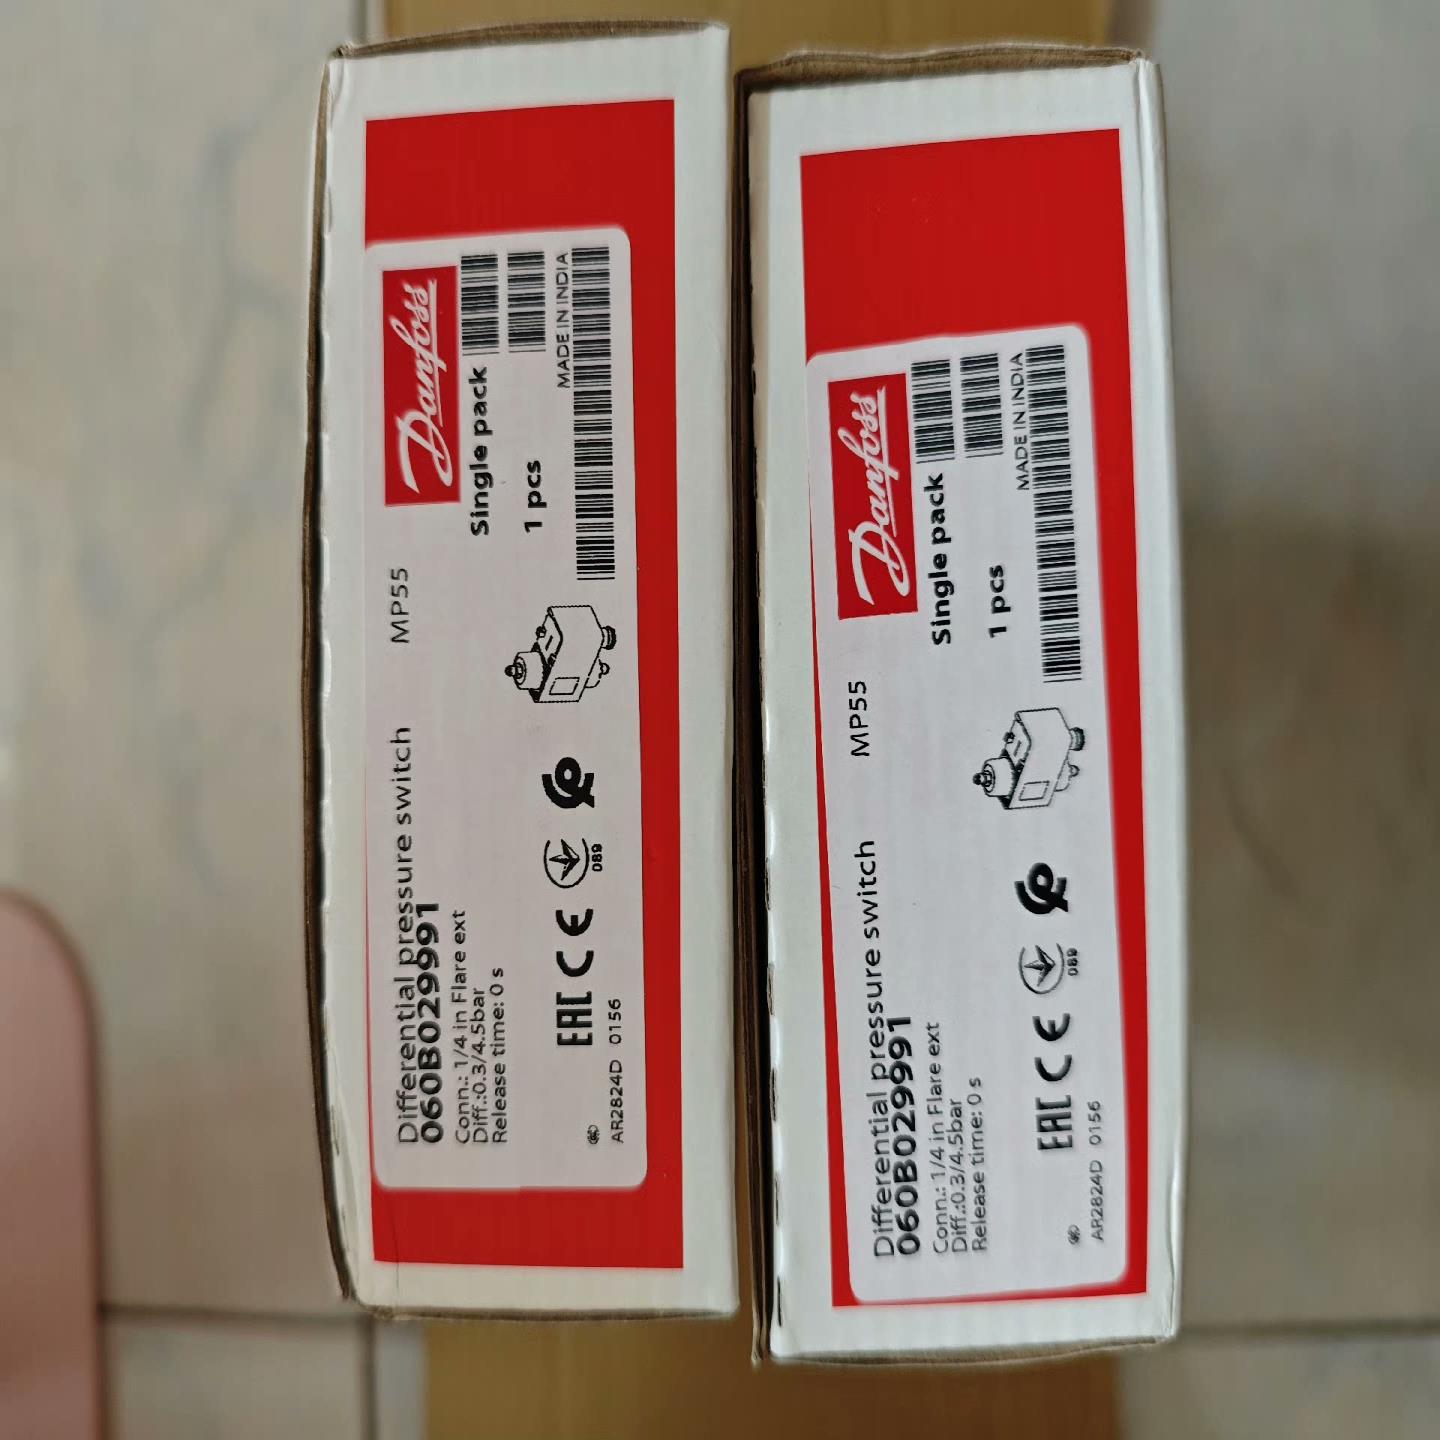 Danfoss
Differential pressure switch MP55
060B029991
Single pack
Conn.: 1/4 in Flare ext
Diff.:0.3/4.5bar
Release time: 0 s
1 pcs
MADE IN INDIA
EAC CE 089
AR2824D 0156
Danfoss
Differential pressure switch MP55
060B029991
Single pack
Conn.: 1/4 in Flare ext
Diff.:0.3/4.5bar
Release time: 0 s
1 pcs
MADE IN INDIA
EAC CE 089
AR2824D 0156